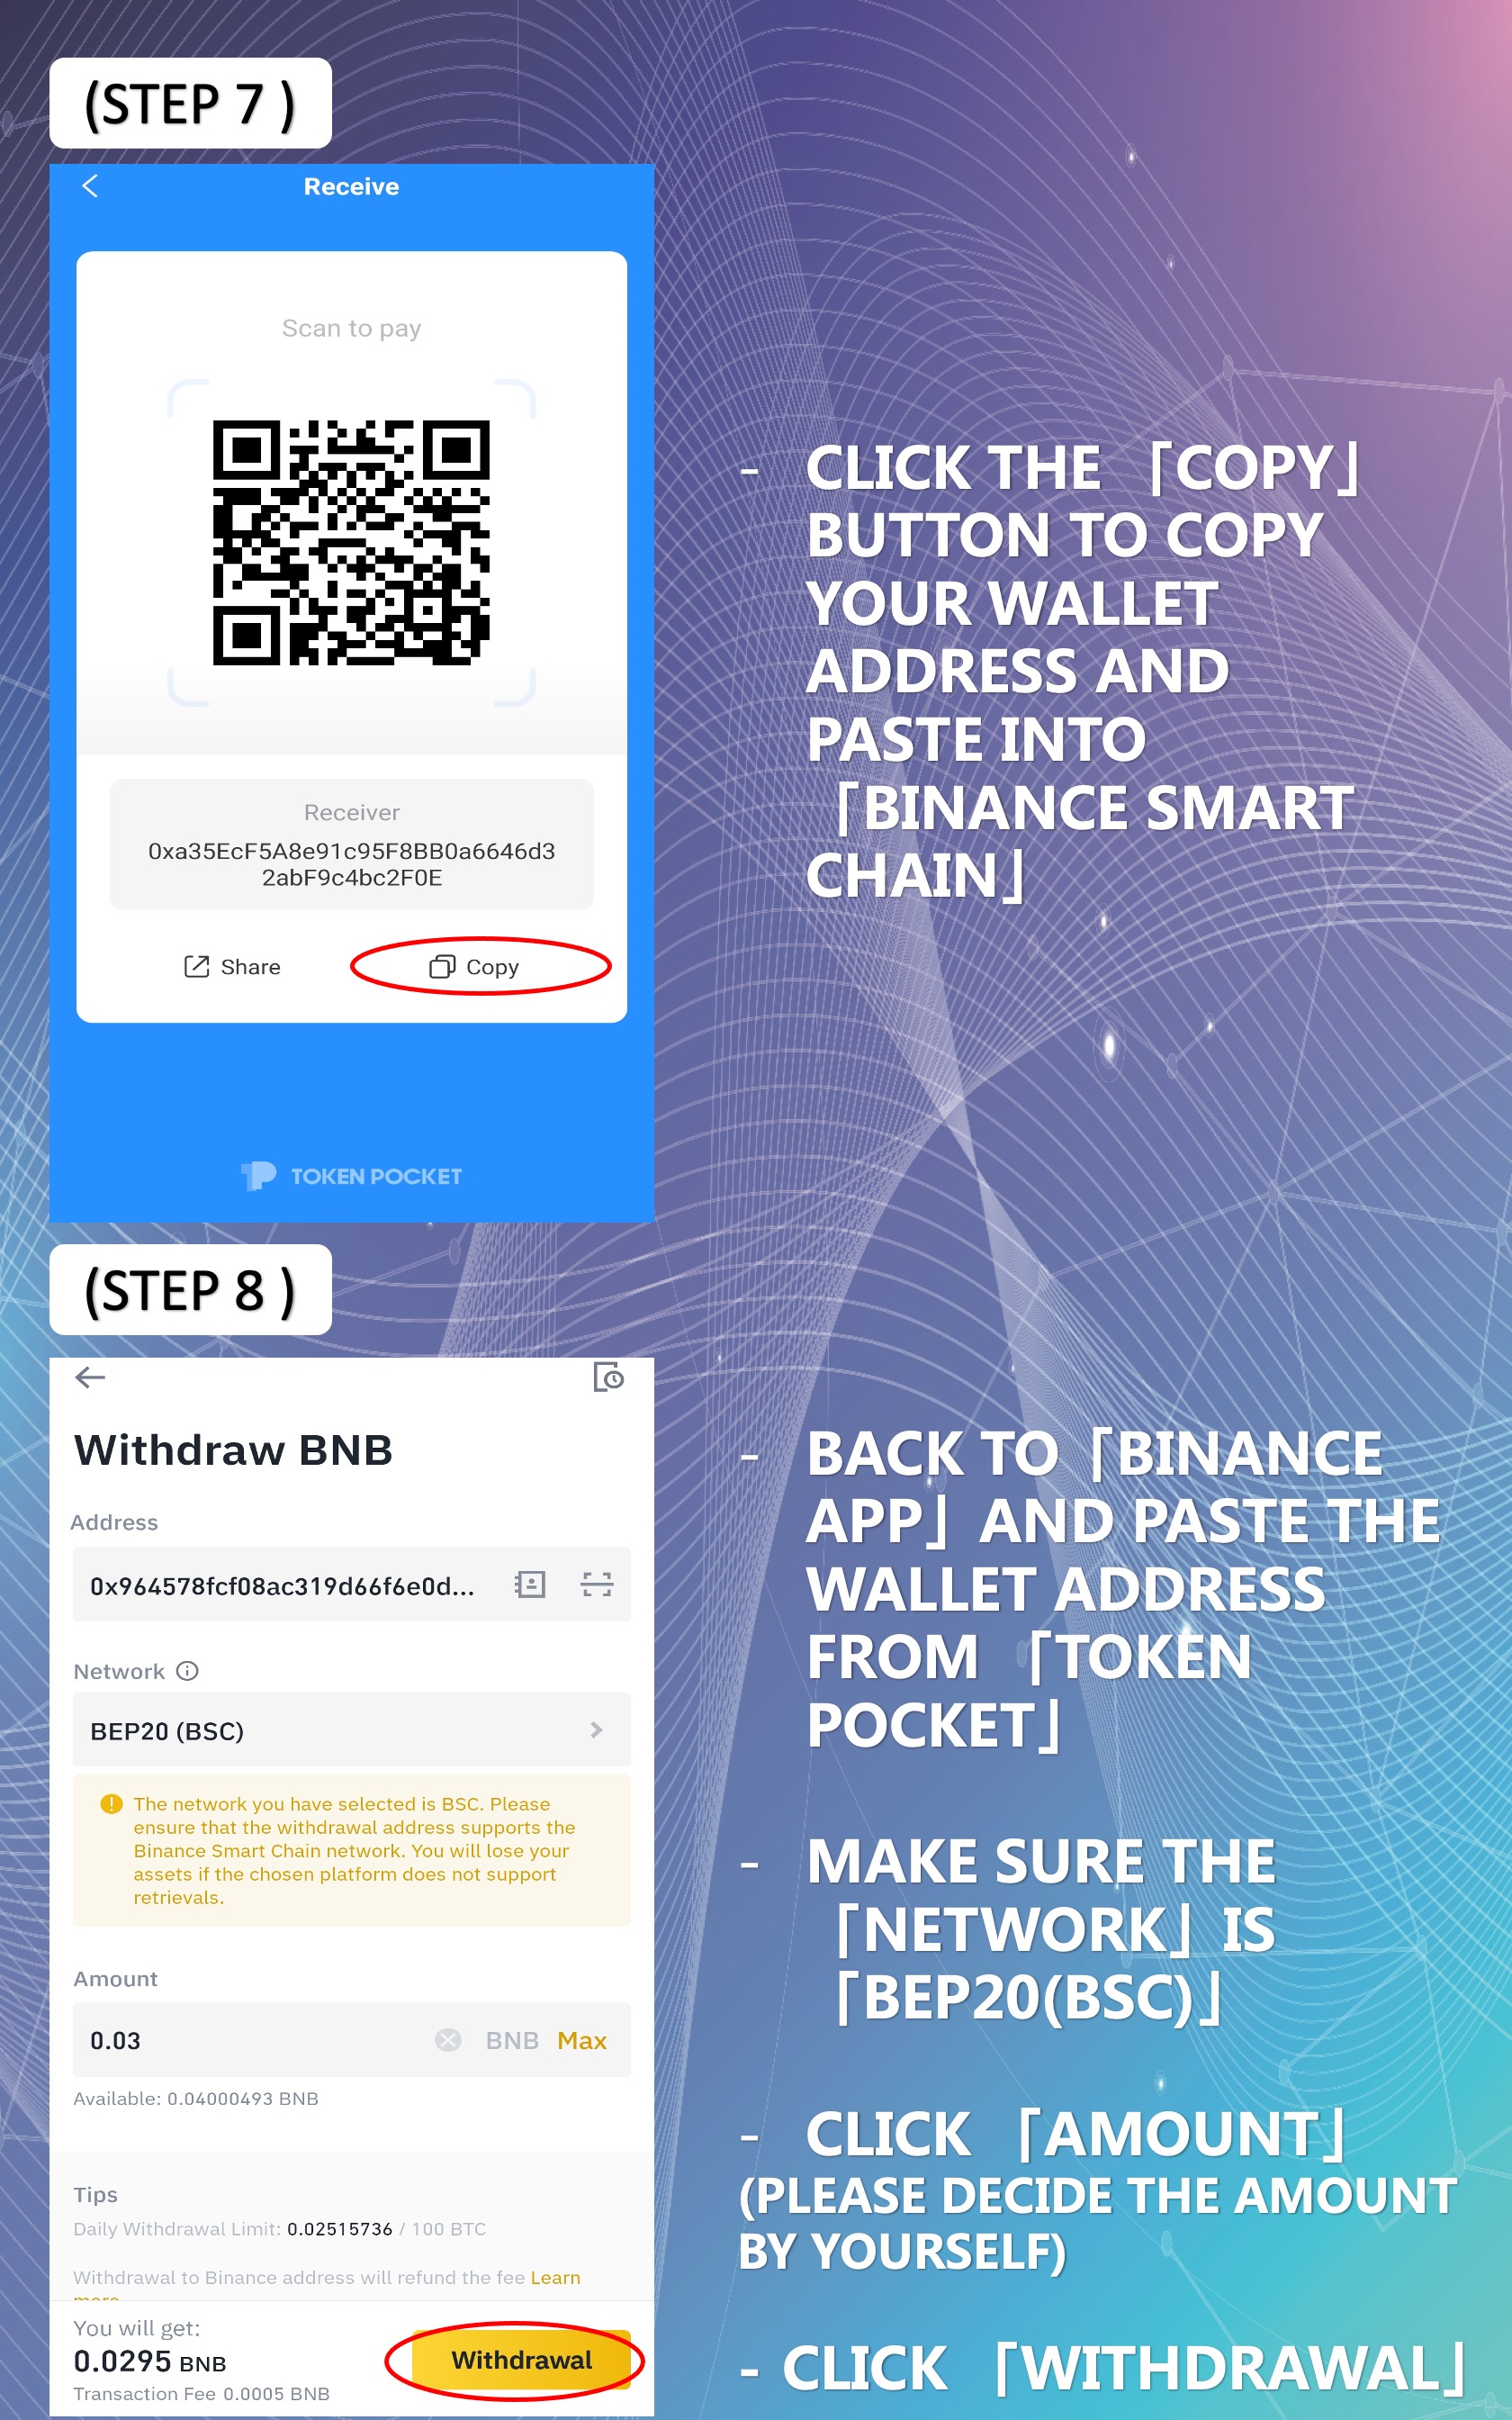 (STEP 7 )
Receive
Scan to pay
Receiver
0xa35EcF5A8e91c95F8BB0a6646d3
2abF9c4bc2F0E
Share
Copy
TOKEN POCKET
- CLICK THE 「COPY」
BUTTON TO COPY
YOUR WALLET
ADDRESS AND
PASTE INTO
「BINANCE SMART
CHAIN」
(STEP 8 )
Withdraw BNB
Address
0x964578fcf08ac319d66f6e0d...
Network
BEP20 (BSC)
The network you have selected is BSC. Please
ensure that the withdrawal address supports the
Binance Smart Chain network. You will lose your
assets if the chosen platform does not support
retrievals.
Amount
0.03 BNB Max
Available: 0.04000493 BNB
Tips
Daily Withdrawal Limit: 0.02515736 / 100 BTC
Withdrawal to Binance address will refund the fee Learn
more
You will get:
0.0295 BNB
Transaction Fee 0.0005 BNB
Withdrawal
- BACK TO「BINANCE
APP」AND PASTE THE
WALLET ADDRESS
FROM 「TOKEN
POCKET」
- MAKE SURE THE
「NETWORK」IS
「BEP20(BSC)」
- CLICK 「AMOUNT」
(PLEASE DECIDE THE AMOUNT
BY YOURSELF)
- CLICK 「WITHDRAWAL」